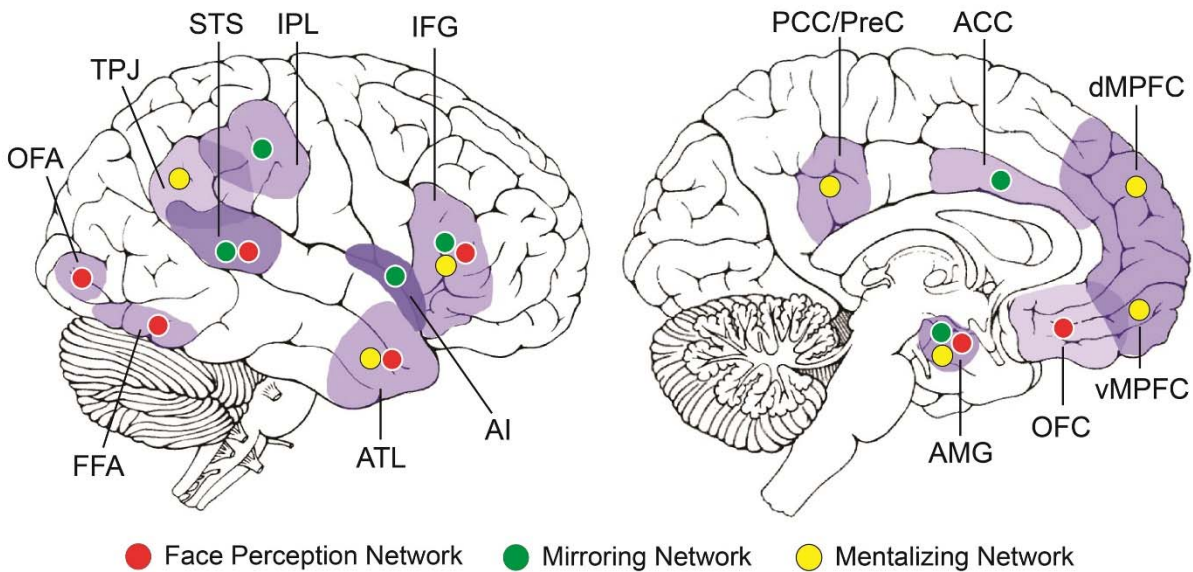 STS IPL IFG PCC/PreC ACC
TPJ dMPFC
OFA
FFA ATL AI AMG OFC vMPFC
Face Perception Network Mirroring Network Mentalizing Network